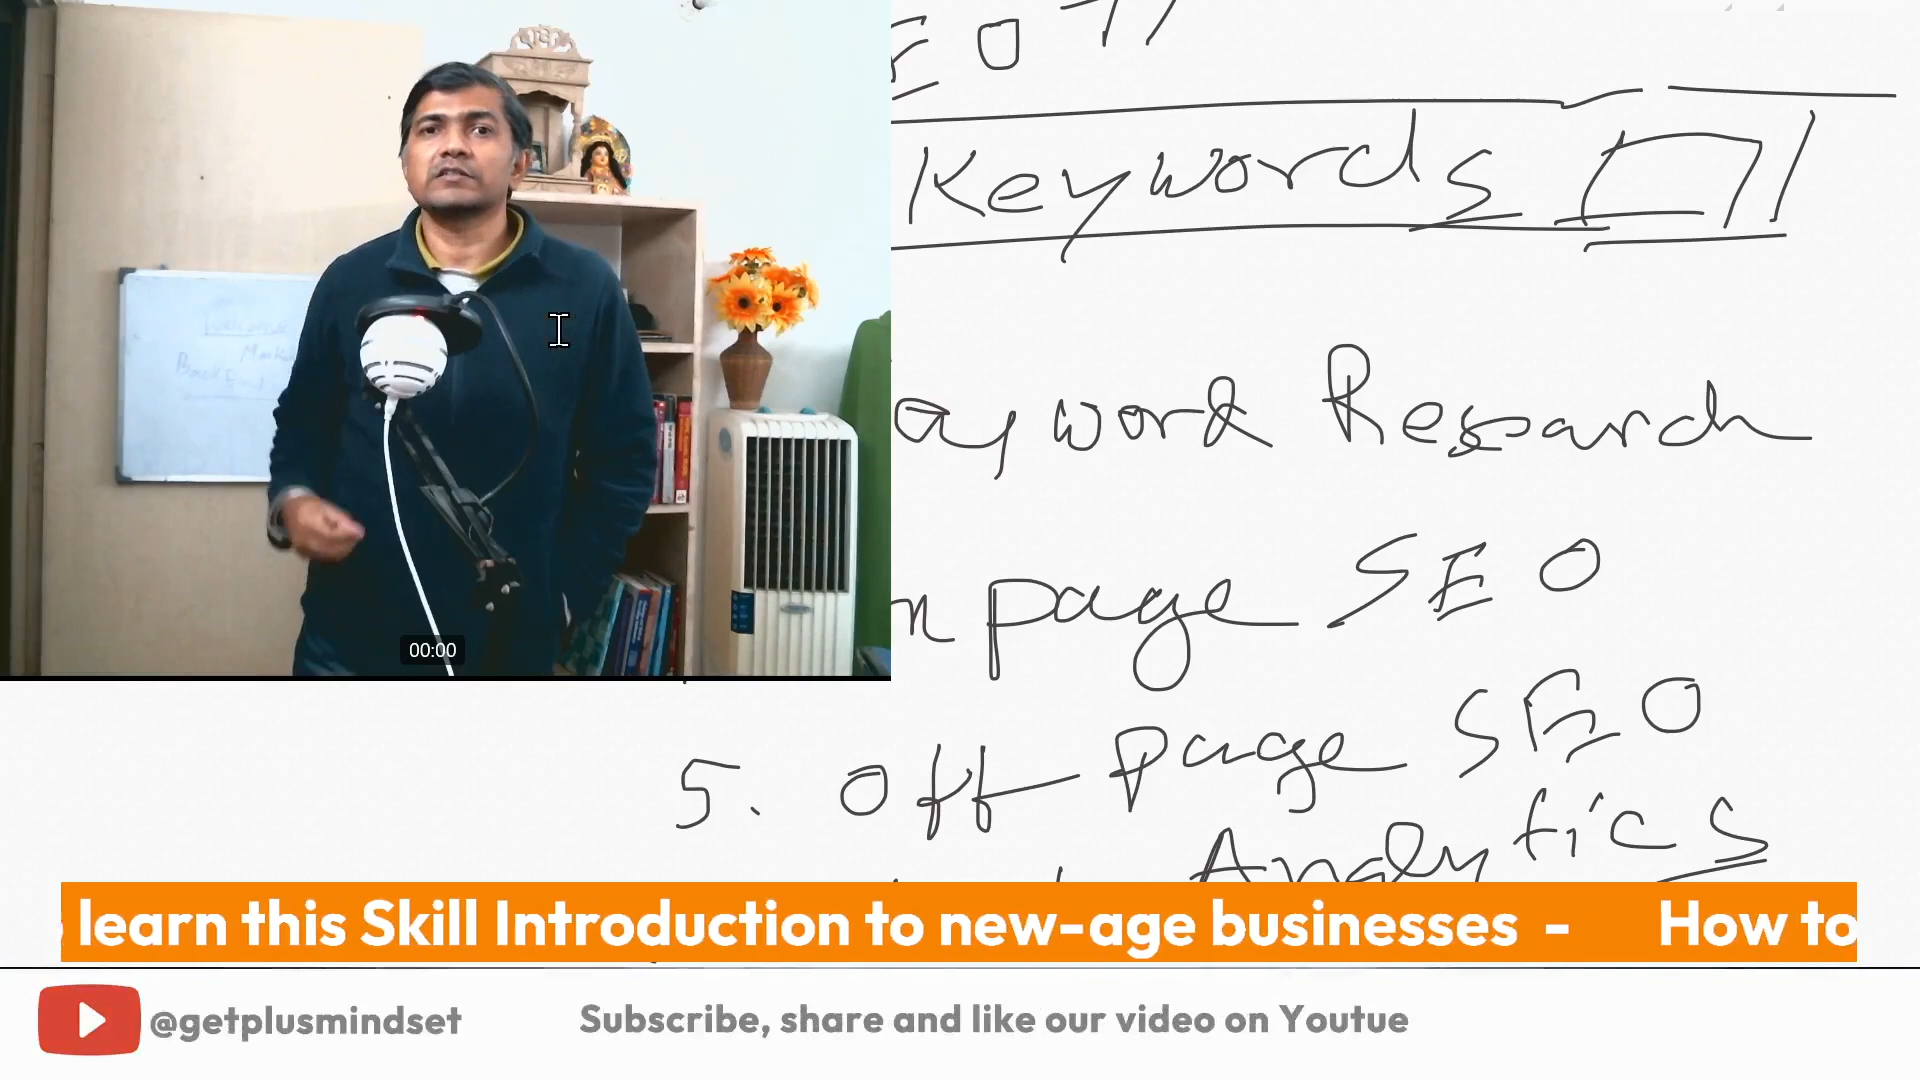 EO
Keywords
word Research
n page SEO
5. Off page SEO
Analytics
00:00
learn this Skill Introduction to new-age businesses - How to
@getplusmindset
Subscribe, share and like our video on Youtue